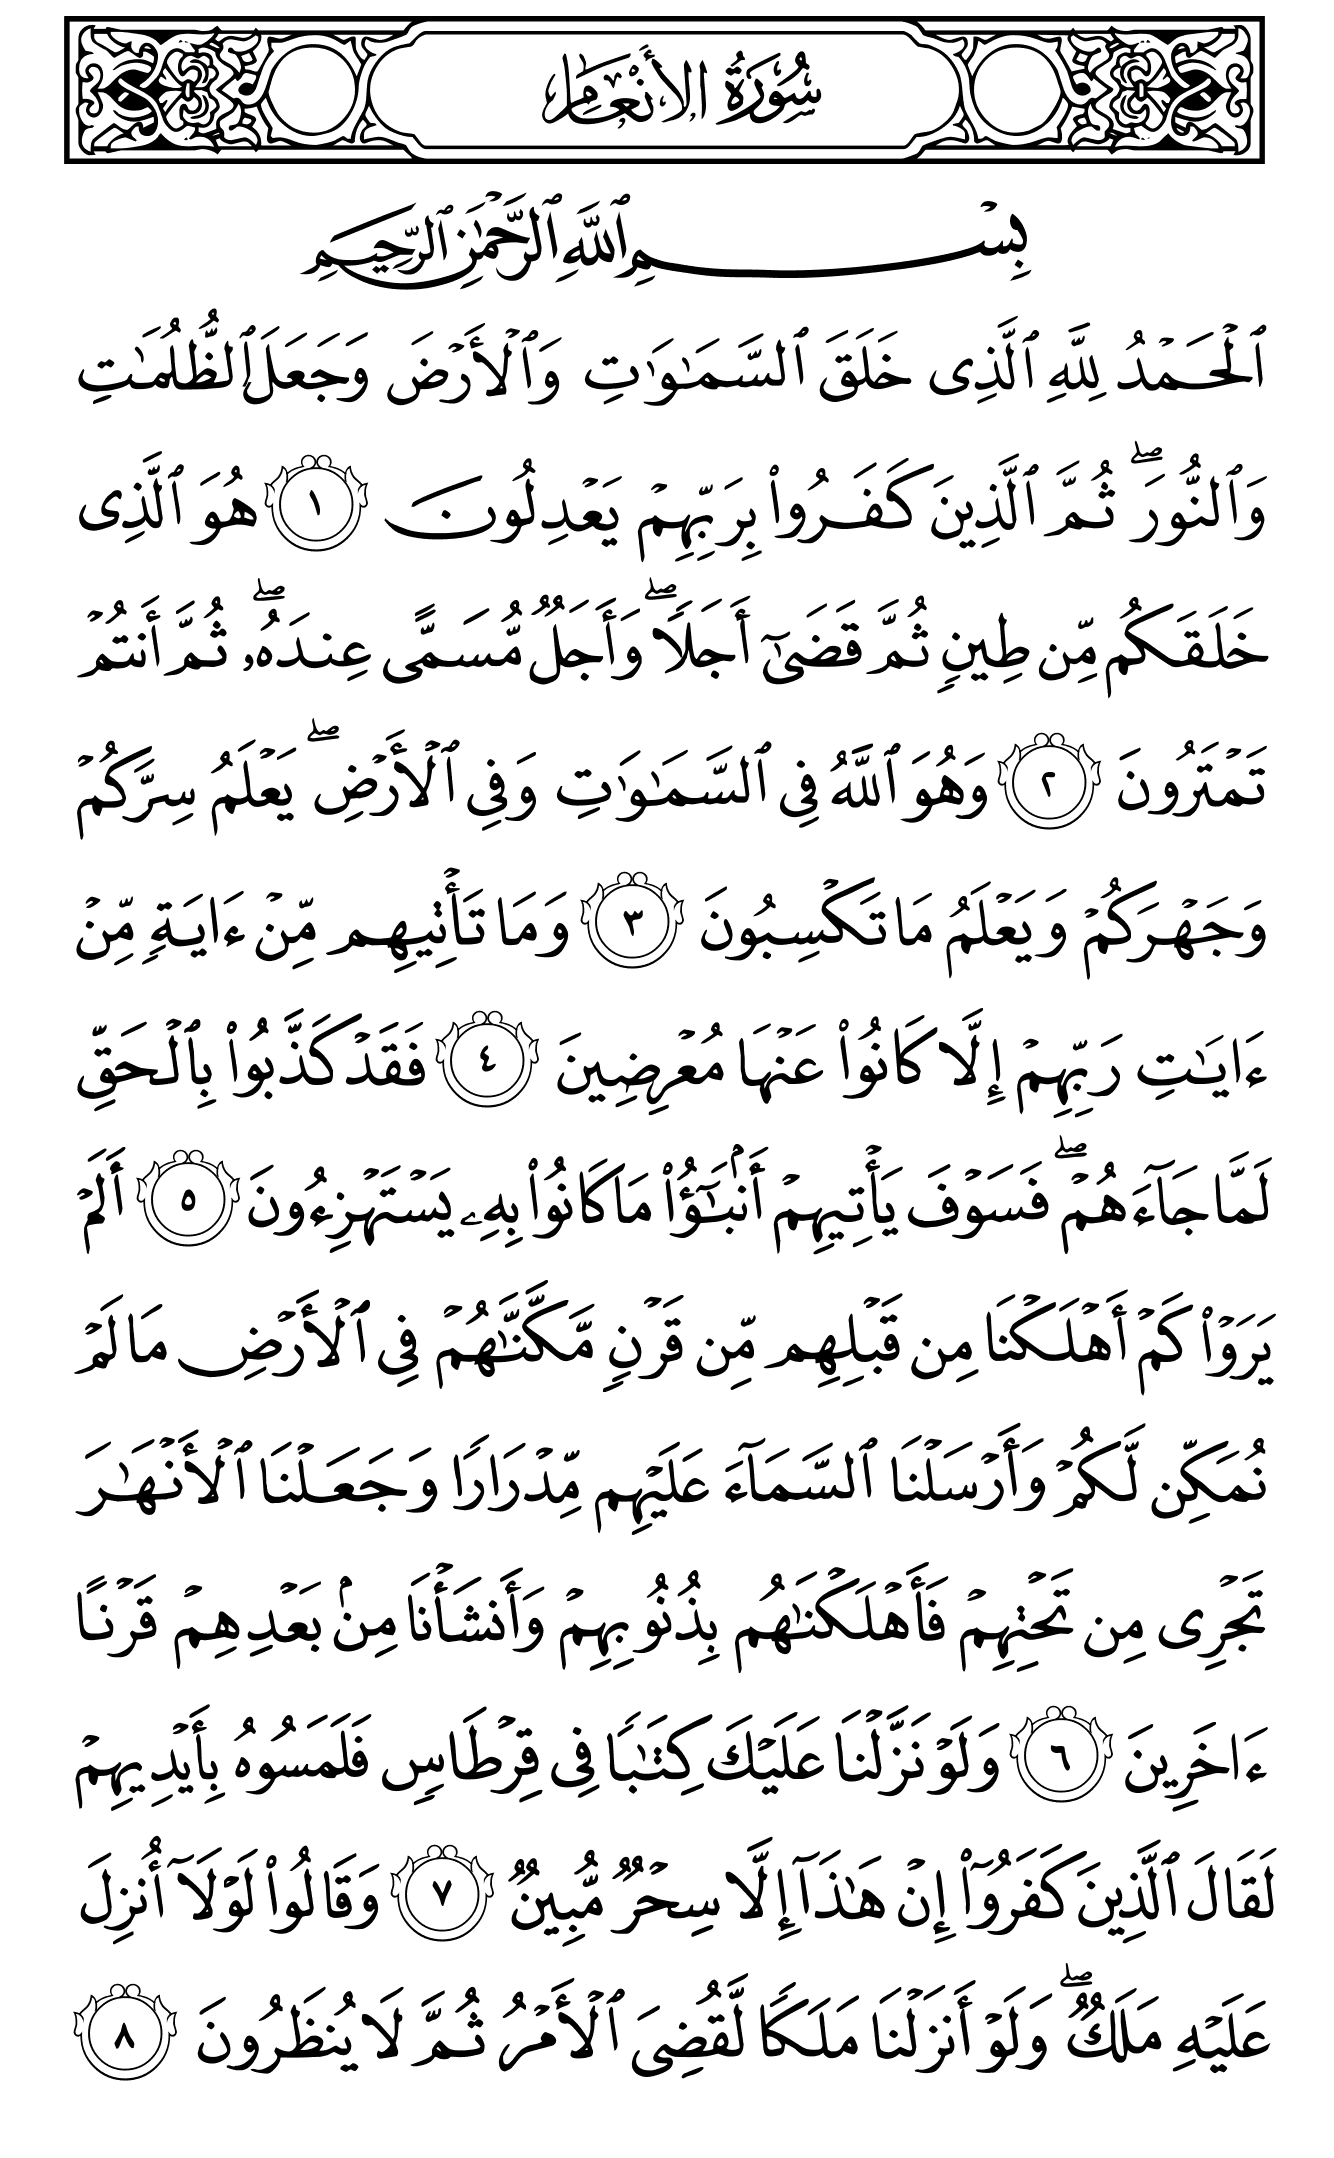 سُورَةُ الأَنْعَامِ
بِسْمِ ٱللَّهِ ٱلرَّحْمَٰنِ ٱلرَّحِيمِ
ٱلْحَمْدُ لِلَّهِ ٱلَّذِى خَلَقَ ٱلسَّمَٰوَٰتِ وَٱلْأَرْضَ وَجَعَلَ ٱلظُّلُمَٰتِ
وَٱلنُّورَ ۖ ثُمَّ ٱلَّذِينَ كَفَرُوا۟ بِرَبِّهِمْ يَعْدِلُونَ ١ هُوَ ٱلَّذِى
خَلَقَكُم مِّن طِينٍ ثُمَّ قَضَىٰٓ أَجَلًا ۖ وَأَجَلٌ مُّسَمًّى عِندَهُۥ ۖ ثُمَّ أَنتُمْ
تَمْتَرُونَ ٢ وَهُوَ ٱللَّهُ فِى ٱلسَّمَٰوَٰتِ وَفِى ٱلْأَرْضِ ۖ يَعْلَمُ سِرَّكُمْ
وَجَهْرَكُمْ وَيَعْلَمُ مَا تَكْسِبُونَ ٣ وَمَا تَأْتِيهِم مِّنْ ءَايَةٍ مِّنْ
ءَايَٰتِ رَبِّهِمْ إِلَّا كَانُوا۟ عَنْهَا مُعْرِضِينَ ٤ فَقَدْ كَذَّبُوا۟ بِٱلْحَقِّ
لَمَّا جَآءَهُمْ ۖ فَسَوْفَ يَأْتِيهِمْ أَنۢبَٰٓؤُا۟ مَا كَانُوا۟ بِهِۦ يَسْتَهْزِءُونَ ٥ أَلَمْ
يَرَوْا۟ كَمْ أَهْلَكْنَا مِن قَبْلِهِم مِّن قَرْنٍ مَّكَّنَّٰهُمْ فِى ٱلْأَرْضِ مَا لَمْ
نُمَكِّن لَّكُمْ وَأَرْسَلْنَا ٱلسَّمَآءَ عَلَيْهِم مِّدْرَارًا وَجَعَلْنَا ٱلْأَنْهَٰرَ
تَجْرِى مِن تَحْتِهِمْ فَأَهْلَكْنَٰهُم بِذُنُوبِهِمْ وَأَنشَأْنَا مِنۢ بَعْدِهِمْ قَرْنًا
ءَاخَرِينَ ٦ وَلَوْ نَزَّلْنَا عَلَيْكَ كِتَٰبًا فِى قِرْطَاسٍ فَلَمَسُوهُ بِأَيْدِيهِمْ
لَقَالَ ٱلَّذِينَ كَفَرُوٓا۟ إِنْ هَٰذَآ إِلَّا سِحْرٌ مُّبِينٌ ٧ وَقَالُوا۟ لَوْلَآ أُنزِلَ
عَلَيْهِ مَلَكٌ ۖ وَلَوْ أَنزَلْنَا مَلَكًا لَّقُضِىَ ٱلْأَمْرُ ثُمَّ لَا يُنظَرُونَ ٨